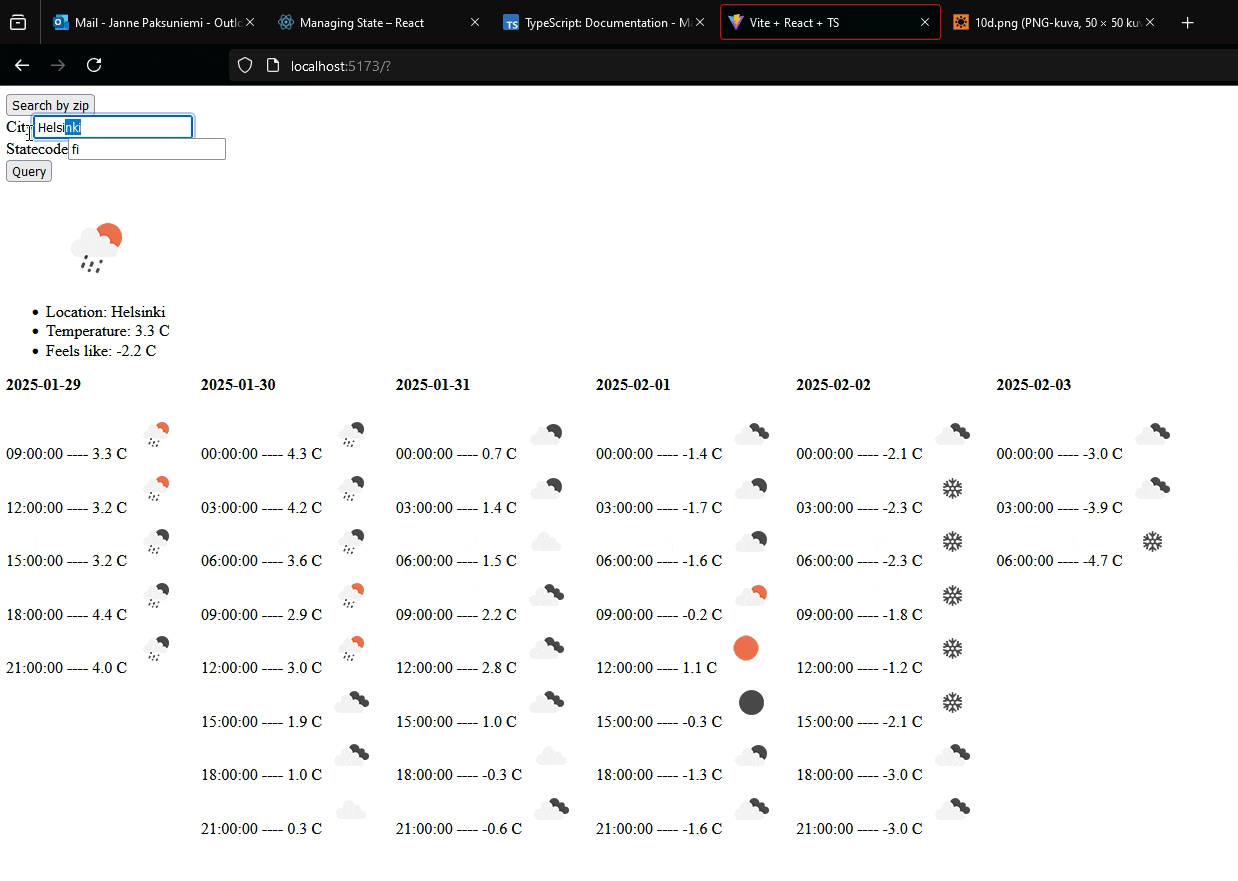 Mail - Janne Paksuniemi - Outlo
Managing State – React
TypeScript: Documentation - Mo
Vite + React + TS
10d.png (PNG-kuva, 50 × 50 kuv
localhost:5173/?
Search by zip
City Helsinki
Statecode fi
Query
Location: Helsinki
Temperature: 3.3 C
Feels like: -2.2 C
2025-01-29 2025-01-30 2025-01-31 2025-02-01 2025-02-02 2025-02-03
09:00:00 ---- 3.3 C 00:00:00 ---- 4.3 C 00:00:00 ---- 0.7 C 00:00:00 ---- -1.4 C 00:00:00 ---- -2.1 C 00:00:00 ---- -3.0 C
12:00:00 ---- 3.2 C 03:00:00 ---- 4.2 C 03:00:00 ---- 1.4 C 03:00:00 ---- -1.7 C 03:00:00 ---- -2.3 C 03:00:00 ---- -3.9 C
15:00:00 ---- 3.2 C 06:00:00 ---- 3.6 C 06:00:00 ---- 1.5 C 06:00:00 ---- -1.6 C 06:00:00 ---- -2.3 C 06:00:00 ---- -4.7 C
18:00:00 ---- 4.4 C 09:00:00 ---- 2.9 C 09:00:00 ---- 2.2 C 09:00:00 ---- -0.2 C 09:00:00 ---- -1.8 C
21:00:00 ---- 4.0 C 12:00:00 ---- 3.0 C 12:00:00 ---- 2.8 C 12:00:00 ---- 1.1 C 12:00:00 ---- -1.2 C
15:00:00 ---- 1.9 C 15:00:00 ---- 1.0 C 15:00:00 ---- -0.3 C 15:00:00 ---- -2.1 C
18:00:00 ---- 1.0 C 18:00:00 ---- -0.3 C 18:00:00 ---- -1.3 C 18:00:00 ---- -3.0 C
21:00:00 ---- 0.3 C 21:00:00 ---- -0.6 C 21:00:00 ---- -1.6 C 21:00:00 ---- -3.0 C